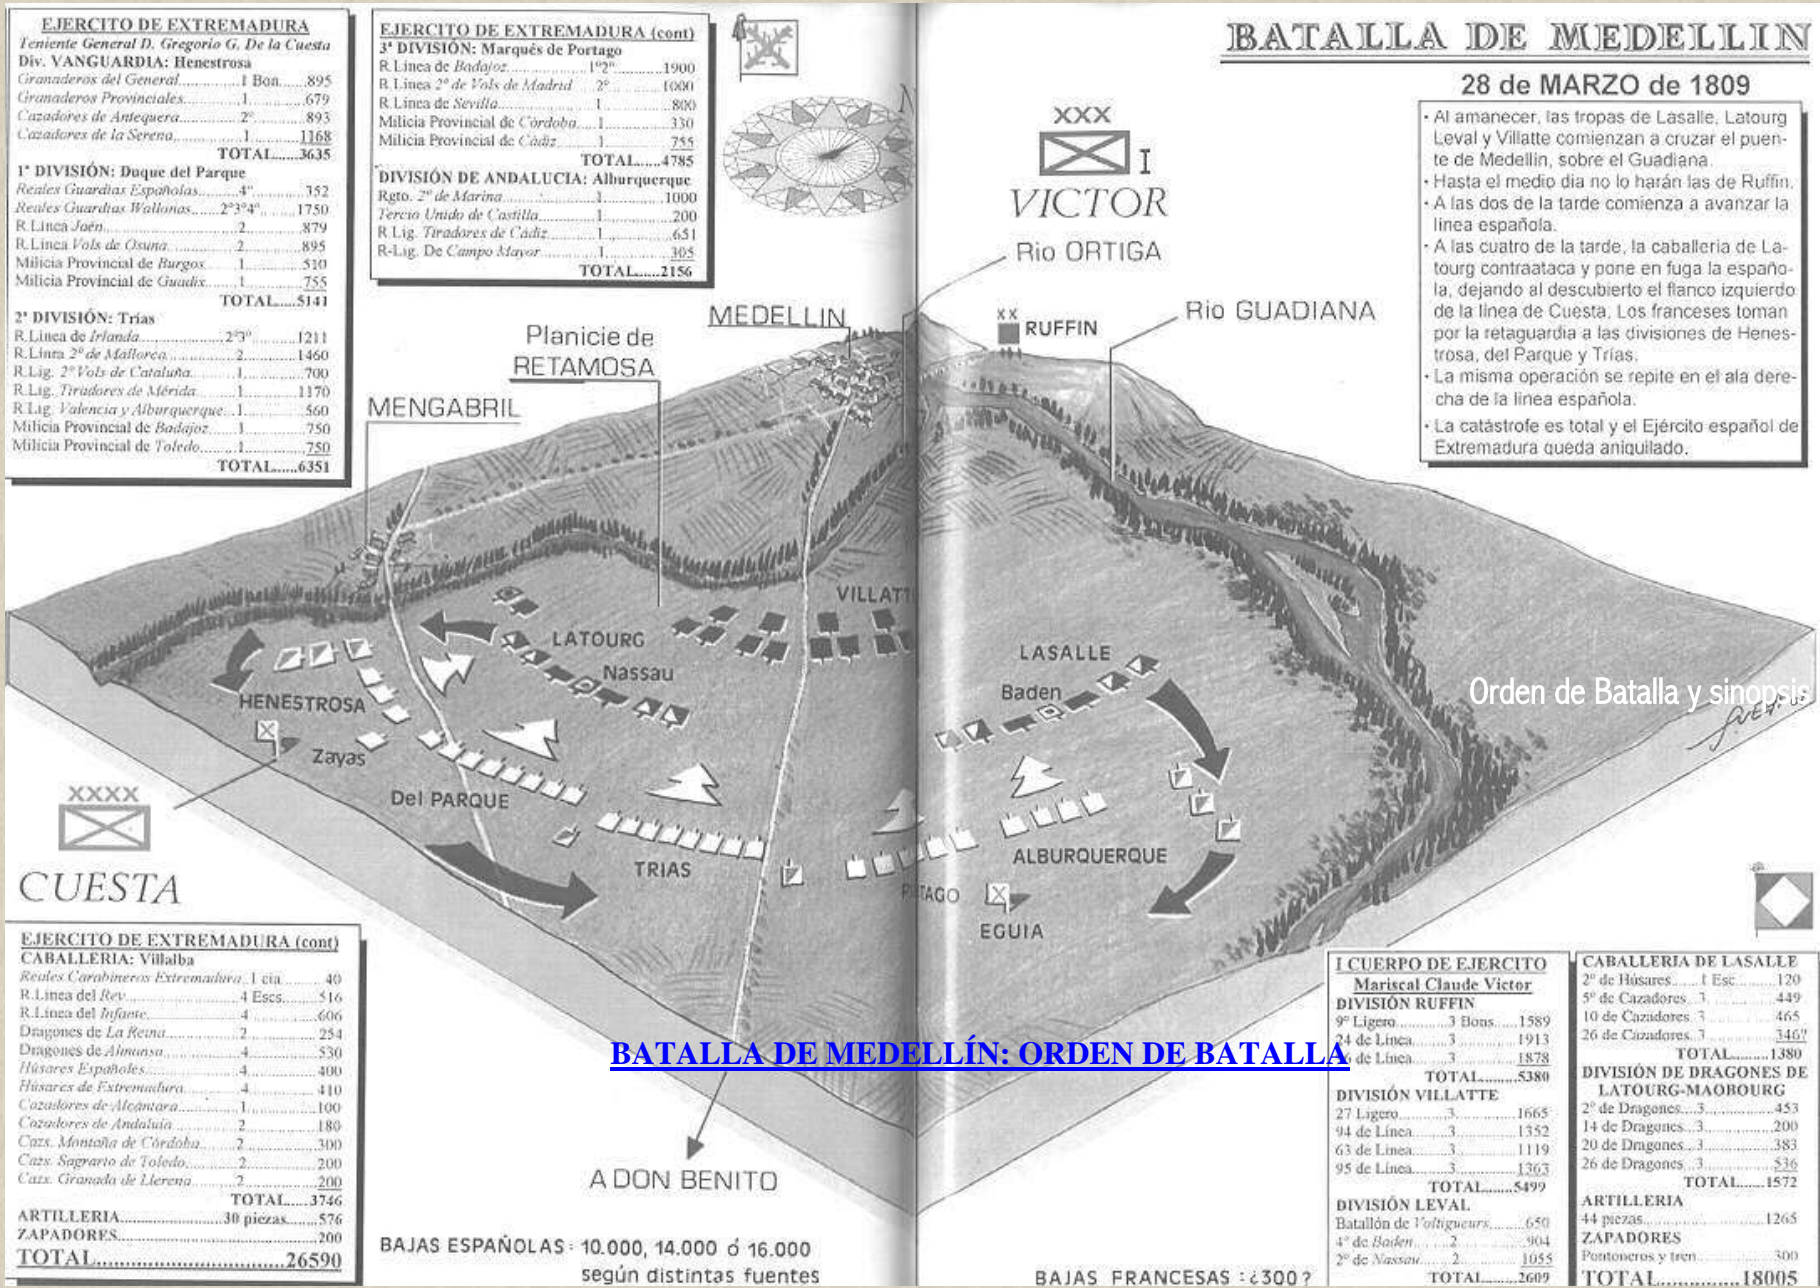 EJERCITO DE EXTREMADURA
Teniente General D. Gregorio G. De la Cuesta
Div. VANGUARDIA: Henestrosa
Granaderos del General 1 Bon. 895
Granaderos Provinciales 1 679
Cazadores de Antequera 2º 893
Cazadores de la Serena 1 1168
TOTAL......3635
1ª DIVISIÓN: Duque del Parque
Reales Guardias Españolas 4º 352
Reales Guardias Wallonas 2º3º4º 1750
R.Línea Jaén 2 879
R.Línea Vols de Osuna 2 895
Milicia Provincial de Burgos 1 510
Milicia Provincial de Guadix 1 755
TOTAL.....5141
2ª DIVISIÓN: Trías
R.Línea de Irlanda 2º3º 1211
R.Línea 2º de Mallorca 2 1460
R.Lig. 2º Vols de Cataluña 1 700
R.Lig. Tiradores de Mérida 1 1170
R.Lig. Valencia y Alburquerque 1 560
Milicia Provincial de Badajoz 1 750
Milicia Provincial de Toledo 1 750
TOTAL.....6351
EJERCITO DE EXTREMADURA (cont)
3ª DIVISIÓN: Marqués de Portago
R.Línea de Badajoz 1º2º 1900
R.Línea 2º de Vols de Madrid 2º 1000
R.Línea de Sevilla 1 800
Milicia Provincial de Córdoba 1 330
Milicia Provincial de Cádiz 1 755
TOTAL.....4785
DIVISIÓN DE ANDALUCIA: Alburquerque
Rgto. 2º de Marina 1 1000
Tercio Unido de Castilla 1 200
R.Lig. Tiradores de Cádiz 1 651
R-Lig. De Campo Mayor 1 305
TOTAL.....2156
N
BATALLA DE MEDELLIN
28 de MARZO de 1809
· Al amanecer, las tropas de Lasalle, Latourg
Leval y Villatte comienzan a cruzar el puen-
te de Medellín, sobre el Guadiana.
· Hasta el medio dia no lo harán las de Ruffin.
· A las dos de la tarde comienza a avanzar la
línea española.
· A las cuatro de la tarde, la caballeria de La-
tourg contraataca y pone en fuga la españo-
la, dejando al descubierto el flanco izquierdo
de la línea de Cuesta. Los franceses toman
por la retaguardia a las divisiones de Henes-
trosa, del Parque y Trías.
· La misma operación se repite en el ala dere-
cha de la linea española.
· La catástrofe es total y el Ejército español de
Extremadura queda aniquilado.
XXX
I
VICTOR
Rio ORTIGA
Rio GUADIANA
XX
RUFFIN
MEDELLIN
Planicie de
RETAMOSA
MENGABRIL
VILLATT
LATOURG
Nassau
LASALLE
Baden
Orden de Batalla y sinopsis
HENESTROSA
Zayas
Del PARQUE
TRIAS
ALBURQUERQUE
TAGO
EGUIA
XXXX
CUESTA
EJERCITO DE EXTREMADURA (cont)
CABALLERIA: Villalba
Reales Carabineros Extremadura 1 cia 40
R.Línea del Rey 4 Escs. 516
R.Línea del Infante 4 606
Dragones de La Reina 2 254
Dragones de Almansa 4 530
Húsares Españoles 4 400
Húsares de Extremadura 4 410
Cazadores de Alcántara 1 100
Cazadores de Andalucía 2 180
Cazs. Montaña de Córdoba 2 300
Cazs. Sagrario de Toledo 2 200
Cazs. Granada de Llerena 2 200
TOTAL.....3746
ARTILLERIA 30 piezas 576
ZAPADORES 200
TOTAL 26590
BATALLA DE MEDELLÍN: ORDEN DE BATALLA
A DON BENITO
BAJAS ESPAÑOLAS: 10.000, 14.000 ó 16.000
según distintas fuentes
BAJAS FRANCESAS: ¿300?
I CUERPO DE EJERCITO
Mariscal Claude Victor
DIVISIÓN RUFFIN
9º Ligero 3 Bons. 1589
24 de Línea 3 1913
6 de Línea 3 1878
TOTAL 5380
DIVISIÓN VILLATTE
27 Ligero 3 1665
94 de Línea 3 1352
63 de Línea 3 1119
95 de Línea 3 1363
TOTAL 5499
DIVISIÓN LEVAL
Batallón de Voltigueurs 650
4º de Baden 2 904
2º de Nassau 2 1055
TOTAL 2609
CABALLERIA DE LASALLE
2º de Húsares 1 Esc 120
5º de Cazadores 3 449
10 de Cazadores 3 465
26 de Cazadores 3 346?
TOTAL 1380
DIVISIÓN DE DRAGONES DE
LATOURG-MAOBOURG
2º de Dragones 3 453
14 de Dragones 3 200
20 de Dragones 3 383
26 de Dragones 3 536
TOTAL 1572
ARTILLERIA
44 piezas 1265
ZAPADORES
Pontoneros y tren 300
TOTAL 18005